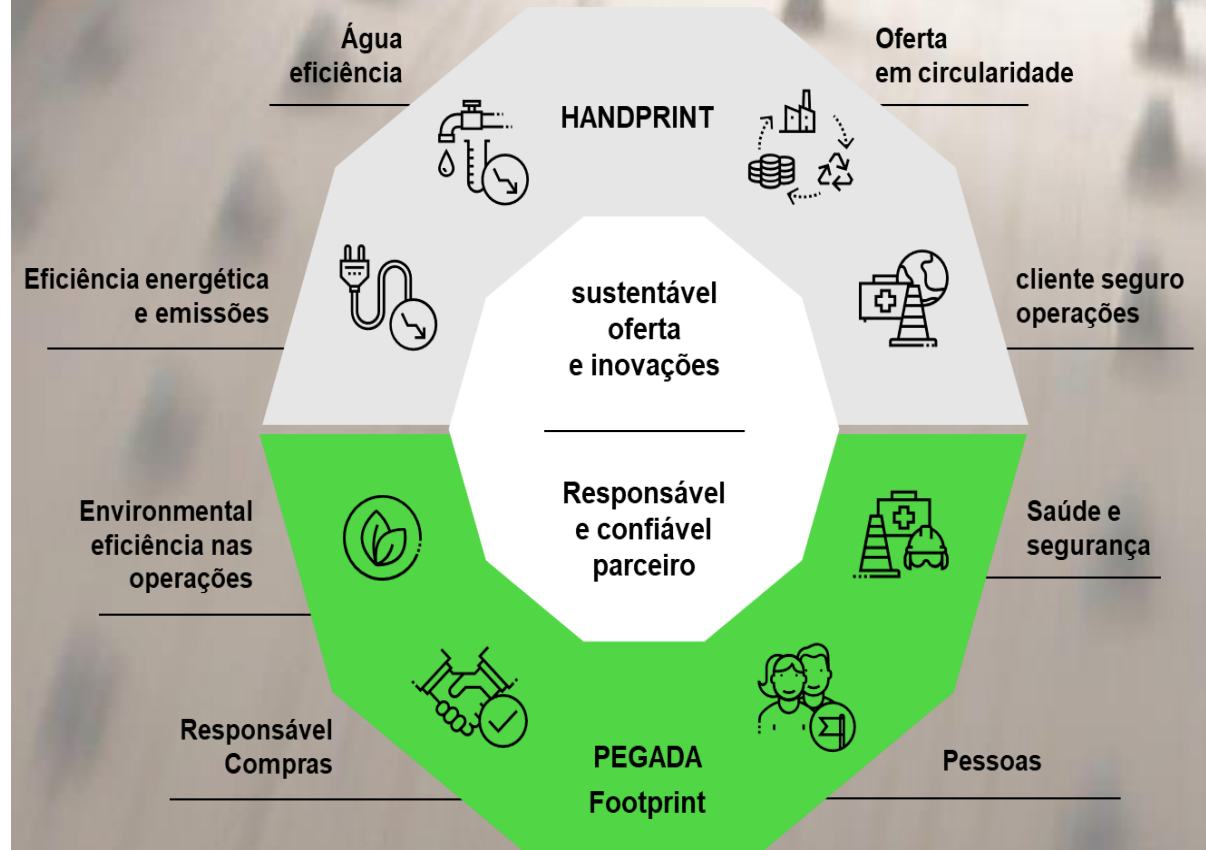 Água
eficiência
HANDPRINT
Oferta
em circularidade
Eficiência energética
e emissões
sustentável
oferta
e inovações
cliente seguro
operações
Environmental
eficiência nas
operações
Responsável
e confiável
parceiro
Saúde e
segurança
Responsável
Compras
PEGADA
Footprint
Pessoas